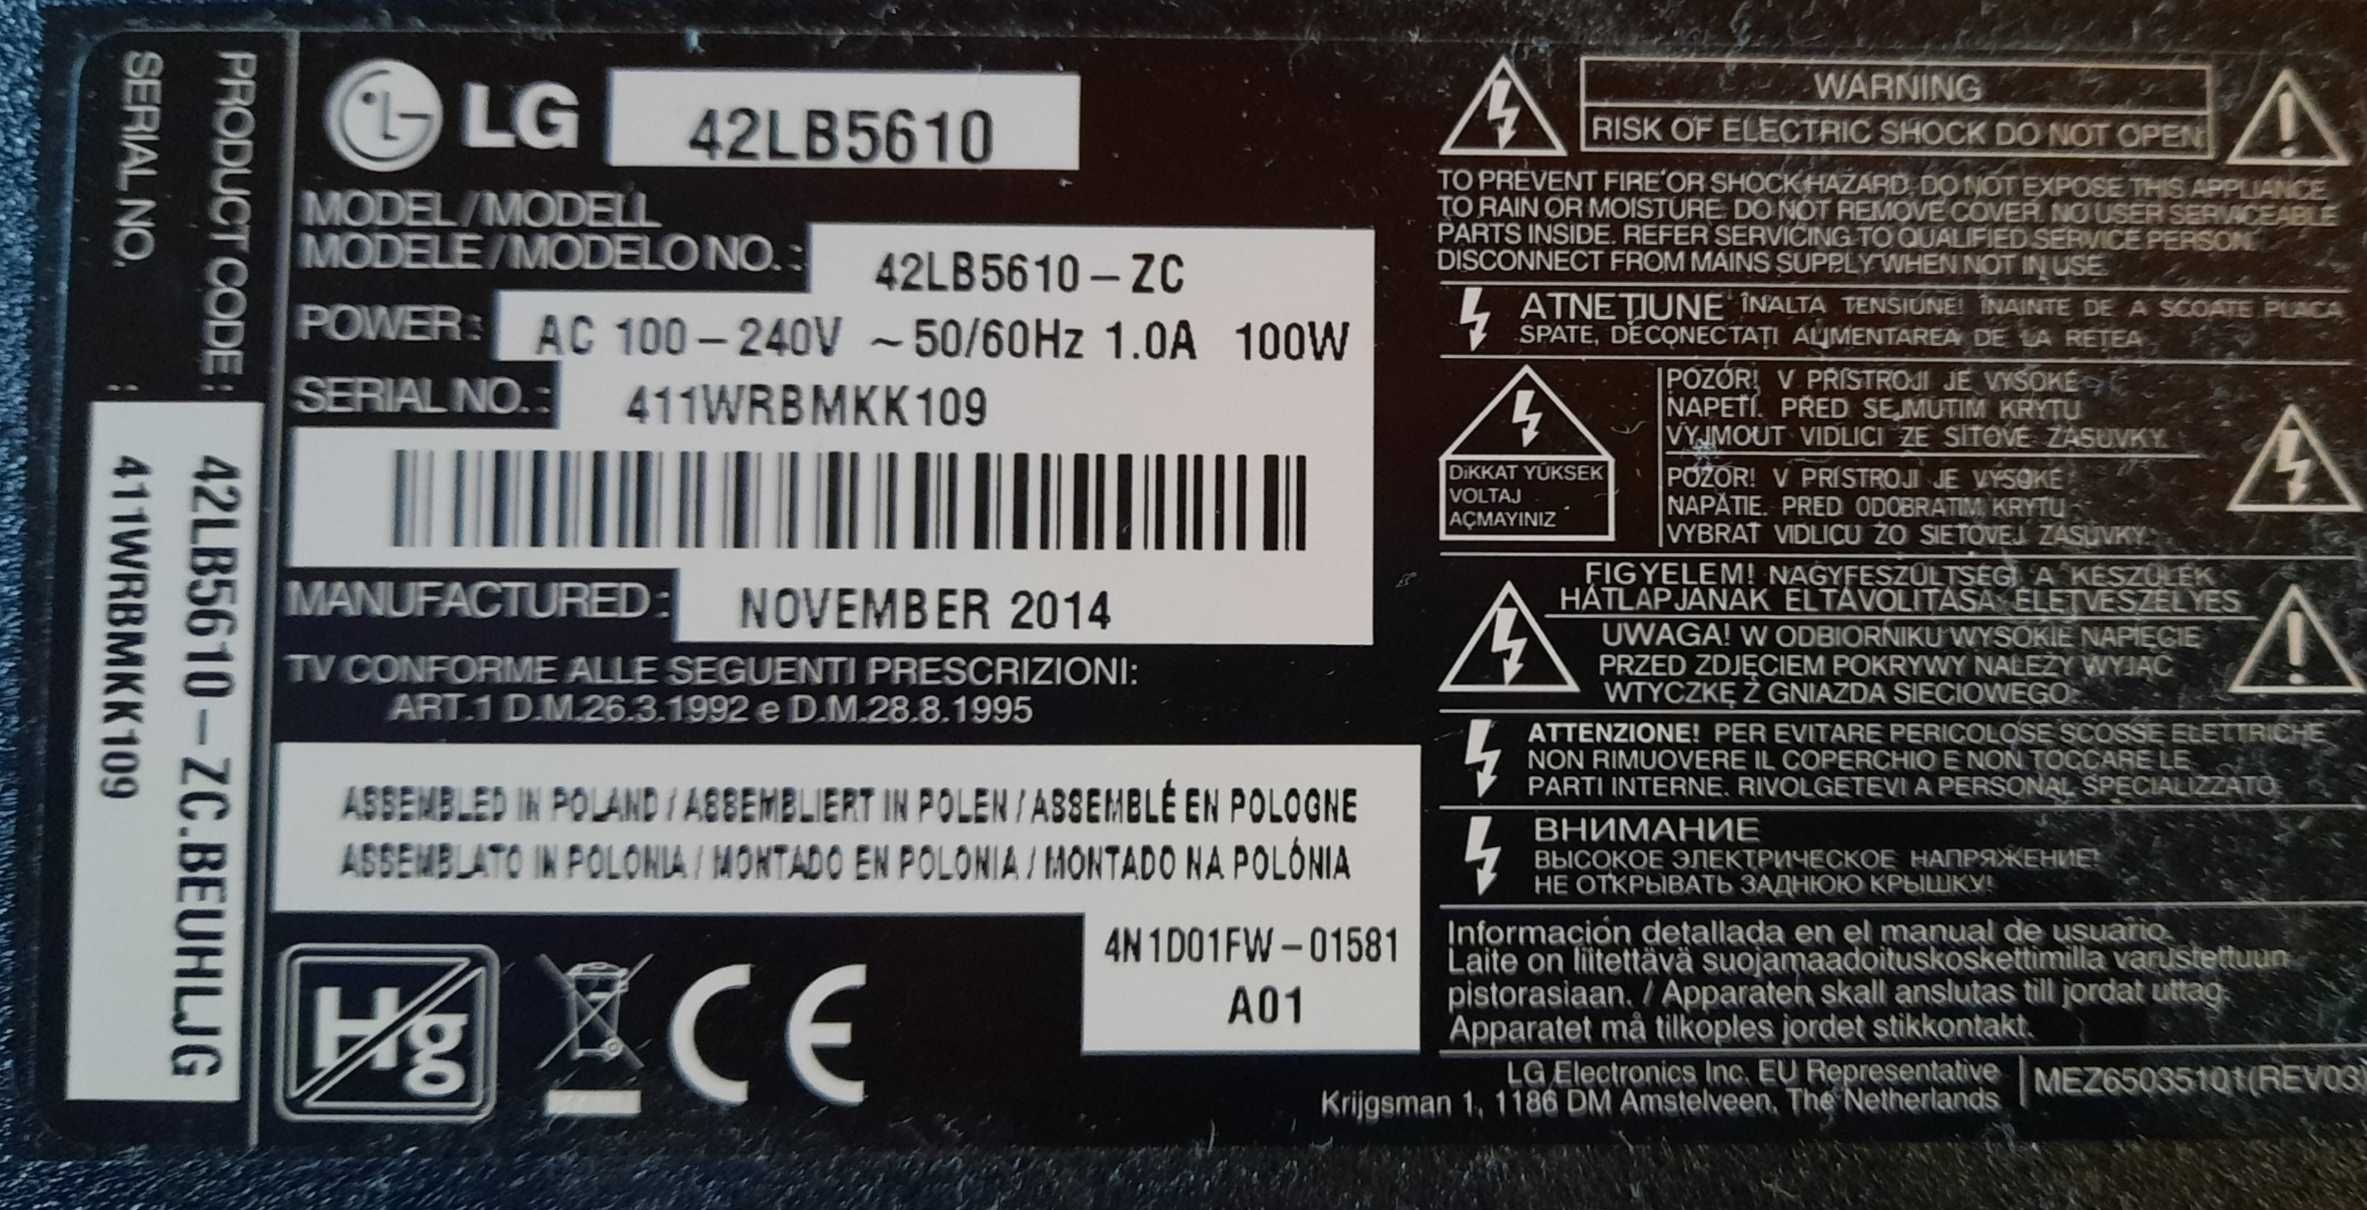 PRODUCT CODE : 42LB5610-ZC.BEUHLJG
SERIAL NO. : 411WRBMKK109
LG 42LB5610
MODEL/MODELL
MODELE/MODELO NO. : 42LB5610-ZC
POWER : AC 100-240V ~50/60Hz 1.0A 100W
SERIAL NO. : 411WRBMKK109
MANUFACTURED : NOVEMBER 2014
TV CONFORME ALLE SEGUENTI PRESCRIZIONI:
ART.1 D.M.26.3.1992 e D.M.28.8.1995
ASSEMBLED IN POLAND / ASSEMBLIERT IN POLEN / ASSEMBLÉ EN POLOGNE
ASSEMBLATO IN POLONIA / MONTADO EN POLONIA / MONTADO NA POLÓNIA
4N1D01FW-01581
A01
Hg
CE
WARNING
RISK OF ELECTRIC SHOCK DO NOT OPEN
TO PREVENT FIRE OR SHOCK HAZARD, DO NOT EXPOSE THIS APPLIANCE
TO RAIN OR MOISTURE. DO NOT REMOVE COVER. NO USER SERVICEABLE
PARTS INSIDE. REFER SERVICING TO QUALIFIED SERVICE PERSON.
DISCONNECT FROM MAINS SUPPLY WHEN NOT IN USE.
ATNEŢIUNE ÎNALTA TENSIUNE! ÎNAINTE DE A SCOATE PLACA
SPATE, DECONECTAŢI ALIMENTAREA DE LA REŢEA
DİKKAT YÜKSEK
VOLTAJ
AÇMAYINIZ
POZOR! V PŘÍSTROJI JE VYSOKÉ
NAPĚTÍ. PŘED SEJMUTÍM KRYTU
VYJMOUT VIDLICI ZE SÍŤOVÉ ZÁSUVKY.
POZOR! V PRÍSTROJI JE VYSOKÉ
NAPÄTIE. PRED ODOBRATÍM KRYTU
VYBRAŤ VIDLICU ZO SIEŤOVEJ ZÁSUVKY.
FIGYELEM! NAGYFESZÜLTSÉG! A KÉSZÜLÉK
HÁTLAPJÁNAK ELTÁVOLÍTÁSA ÉLETVESZÉLYES
UWAGA! W ODBIORNIKU WYSOKIE NAPIĘCIE
PRZED ZDJĘCIEM POKRYWY NALEŻY WYJĄĆ
WTYCZKĘ Z GNIAZDA SIECIOWEGO.
ATTENZIONE! PER EVITARE PERICOLOSE SCOSSE ELETTRICHE
NON RIMUOVERE IL COPERCHIO E NON TOCCARE LE
PARTI INTERNE. RIVOLGETEVI A PERSONAL SPECIALIZZATO.
ВНИМАНИЕ
ВЫСОКОЕ ЭЛЕКТРИЧЕСКОЕ НАПРЯЖЕНИЕ!
НЕ ОТКРЫВАТЬ ЗАДНЮЮ КРЫШКУ!
Información detallada en el manual de usuario.
Laite on liitettävä suojamaadoituskoskettimilla varustettuun
pistorasiaan. / Apparaten skall anslutas till jordat uttag.
Apparatet må tilkoples jordet stikkontakt.
LG Electronics Inc. EU Representative
Krijgsman 1, 1186 DM Amstelveen, The Netherlands
MEZ65035101(REV03)